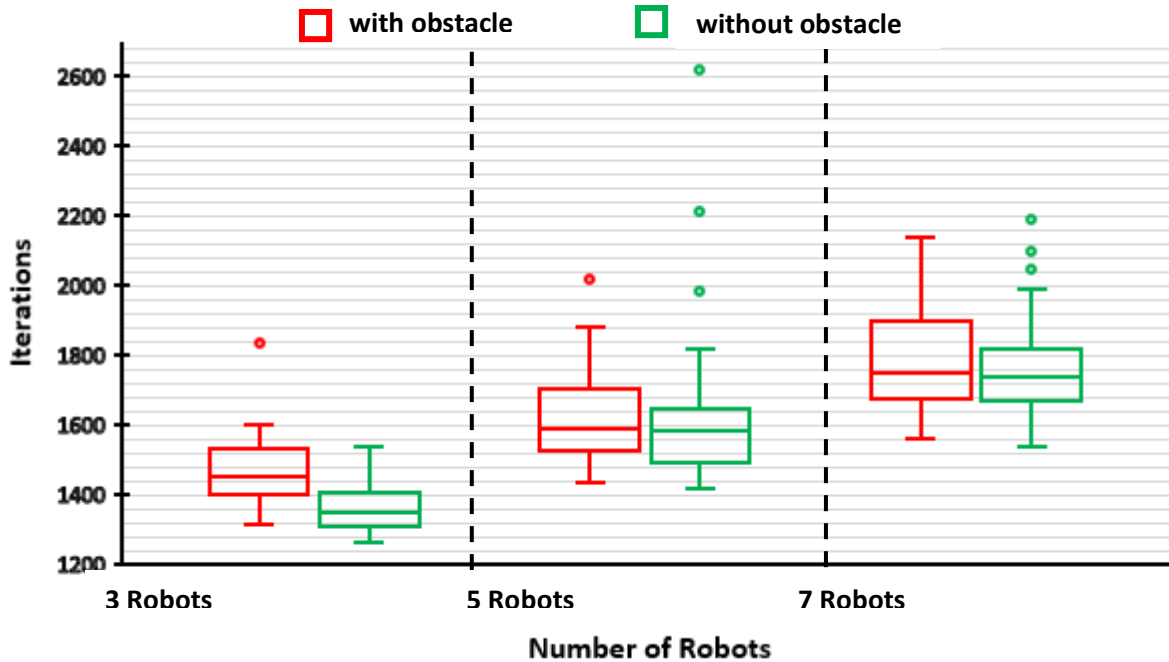 with obstacle
without obstacle
2600
2400
2200
2000
1800
1600
1400
1200
Iterations
3 Robots
5 Robots
7 Robots
Number of Robots